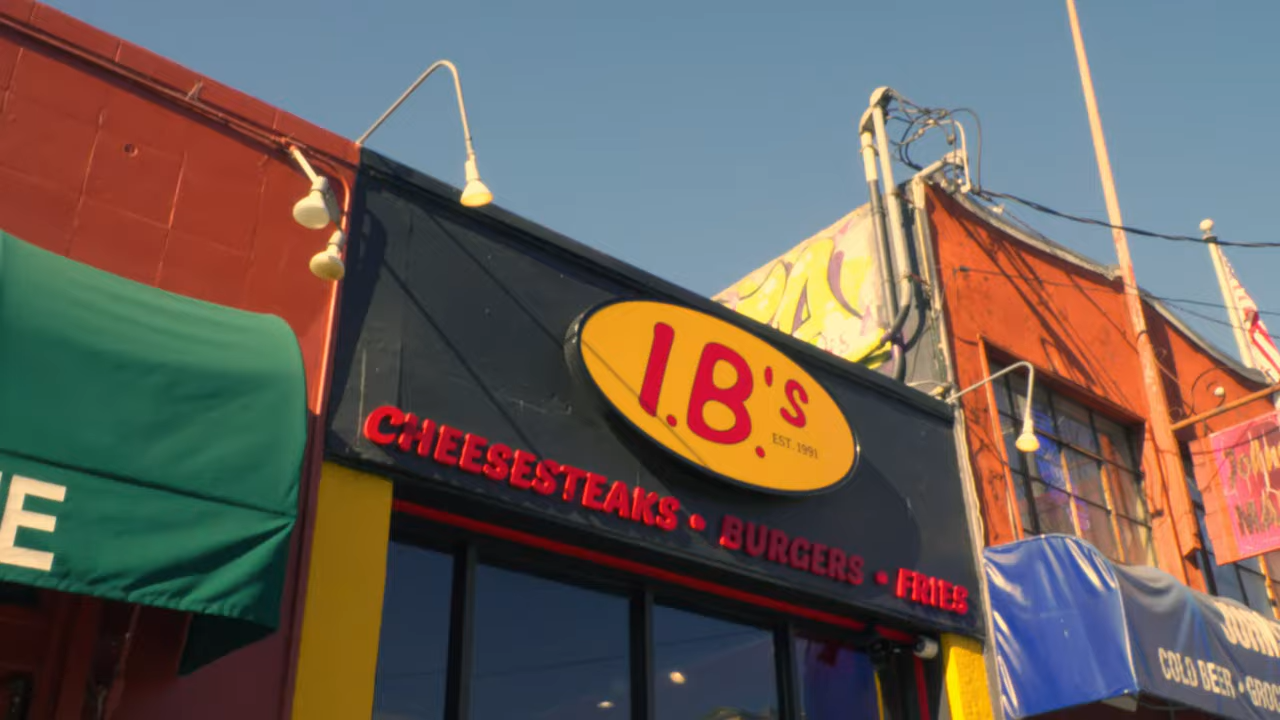 I.B.'s
EST. 1991
CHEESESTEAKS • BURGERS • FRIES
E
COLD BEER •